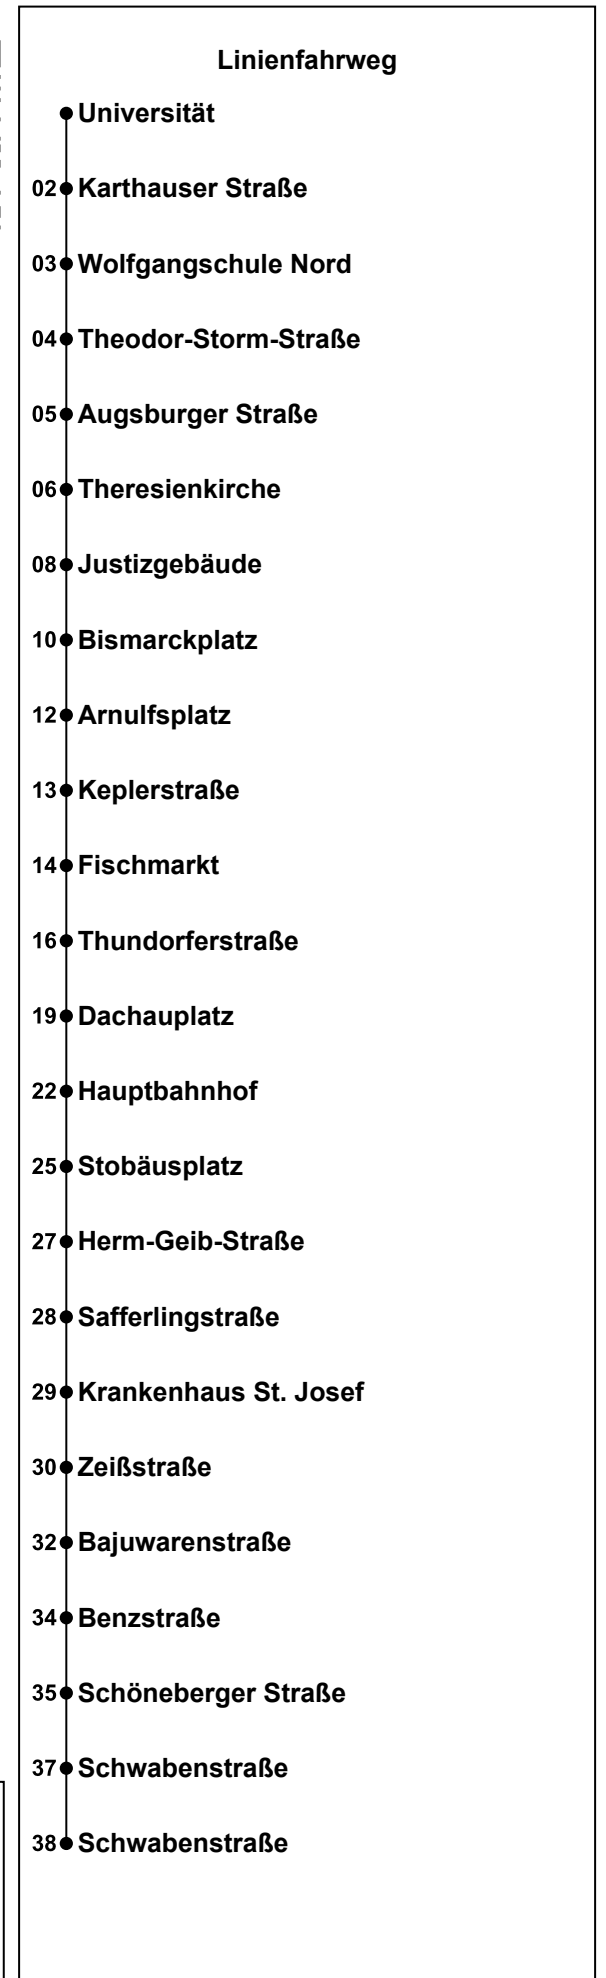 Linienfahrweg
Universität
02 Karthauser Straße
03 Wolfgangschule Nord
04 Theodor-Storm-Straße
05 Augsburger Straße
06 Theresienkirche
08 Justizgebäude
10 Bismarckplatz
12 Arnulfsplatz
13 Keplerstraße
14 Fischmarkt
16 Thundorferstraße
19 Dachauplatz
22 Hauptbahnhof
25 Stobäusplatz
27 Herm-Geib-Straße
28 Safferlingstraße
29 Krankenhaus St. Josef
30 Zeißstraße
32 Bajuwarenstraße
34 Benzstraße
35 Schöneberger Straße
37 Schwabenstraße
38 Schwabenstraße